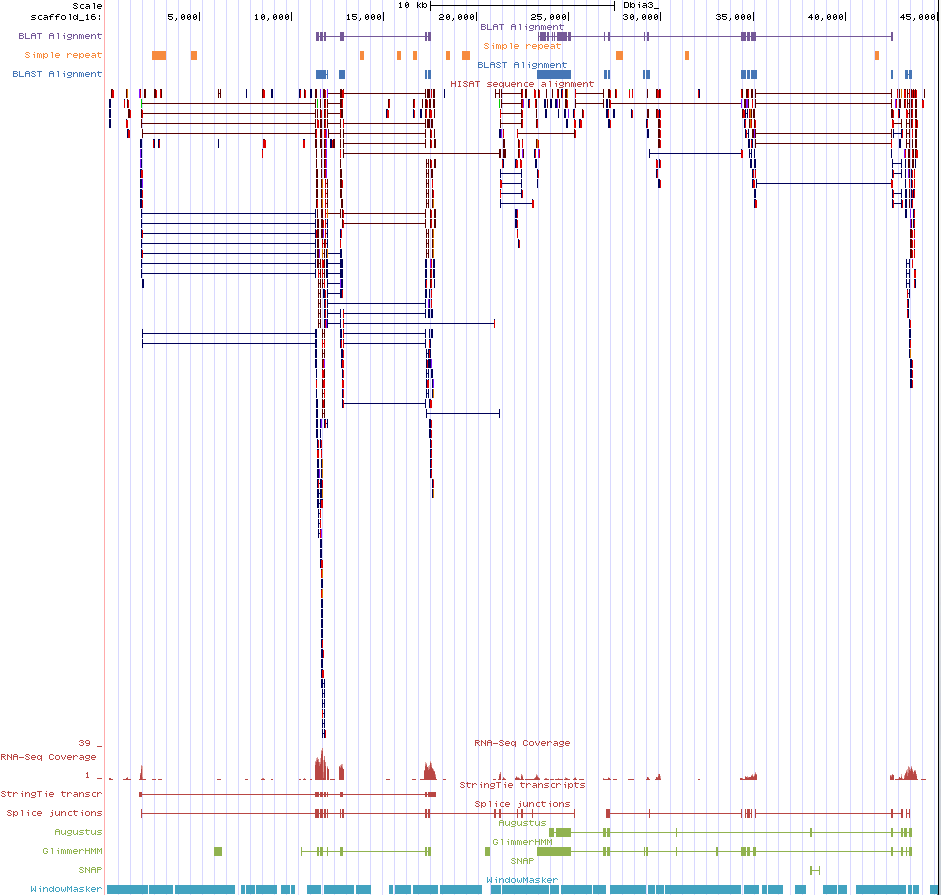 Scale 10 kb Dbia3_
scaffold_16: 5,000 10,000 15,000 20,000 25,000 30,000 35,000 40,000 45,000
BLAT Alignment
BLAT Alignment
Simple repeat
Simple repeat
BLAST Alignment
BLAST Alignment
HISAT sequence alignment
39 _
RNA-Seq Coverage
RNA-Seq Coverage
1 _
StringTie transcripts
StringTie transcr
Splice junctions
Splice junctions
Augustus
Augustus
GlimmerHMM
GlimmerHMM
SNAP
SNAP
WindowMasker
WindowMasker